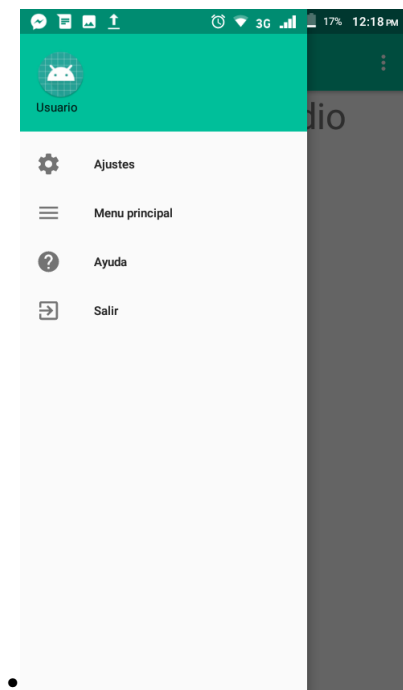 3G 17% 12:18 PM
Usuario
dio
Ajustes
Menu principal
Ayuda
Salir